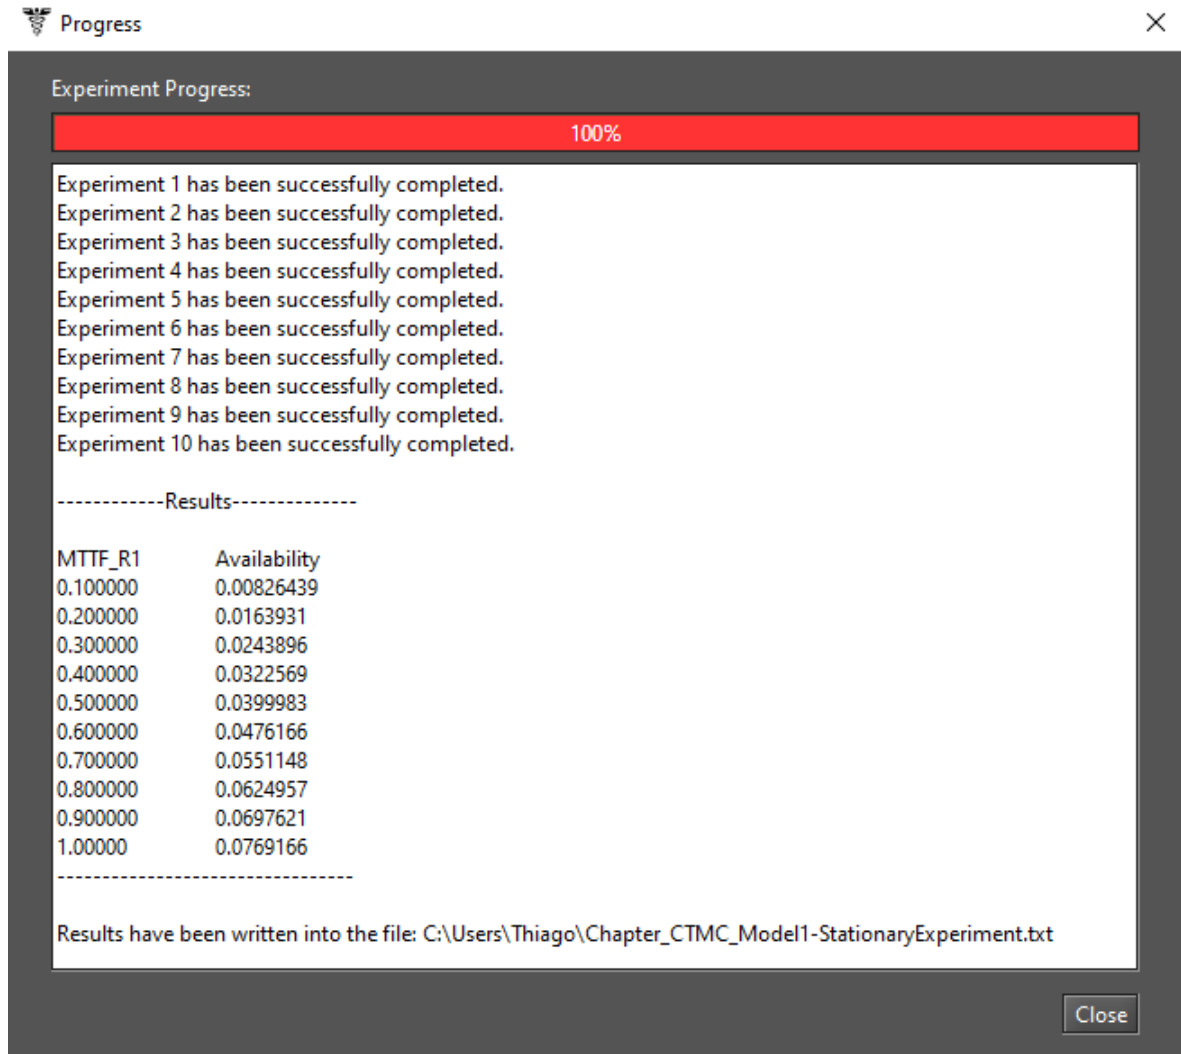 Progress
Experiment Progress:
100%
Experiment 1 has been successfully completed.
Experiment 2 has been successfully completed.
Experiment 3 has been successfully completed.
Experiment 4 has been successfully completed.
Experiment 5 has been successfully completed.
Experiment 6 has been successfully completed.
Experiment 7 has been successfully completed.
Experiment 8 has been successfully completed.
Experiment 9 has been successfully completed.
Experiment 10 has been successfully completed.
------------Results--------------
MTTF_R1 Availability
0.100000 0.00826439
0.200000 0.0163931
0.300000 0.0243896
0.400000 0.0322569
0.500000 0.0399983
0.600000 0.0476166
0.700000 0.0551148
0.800000 0.0624957
0.900000 0.0697621
1.00000 0.0769166
---------------------------------
Results have been written into the file: C:\Users\Thiago\Chapter_CTMC_Model1-StationaryExperiment.txt
Close